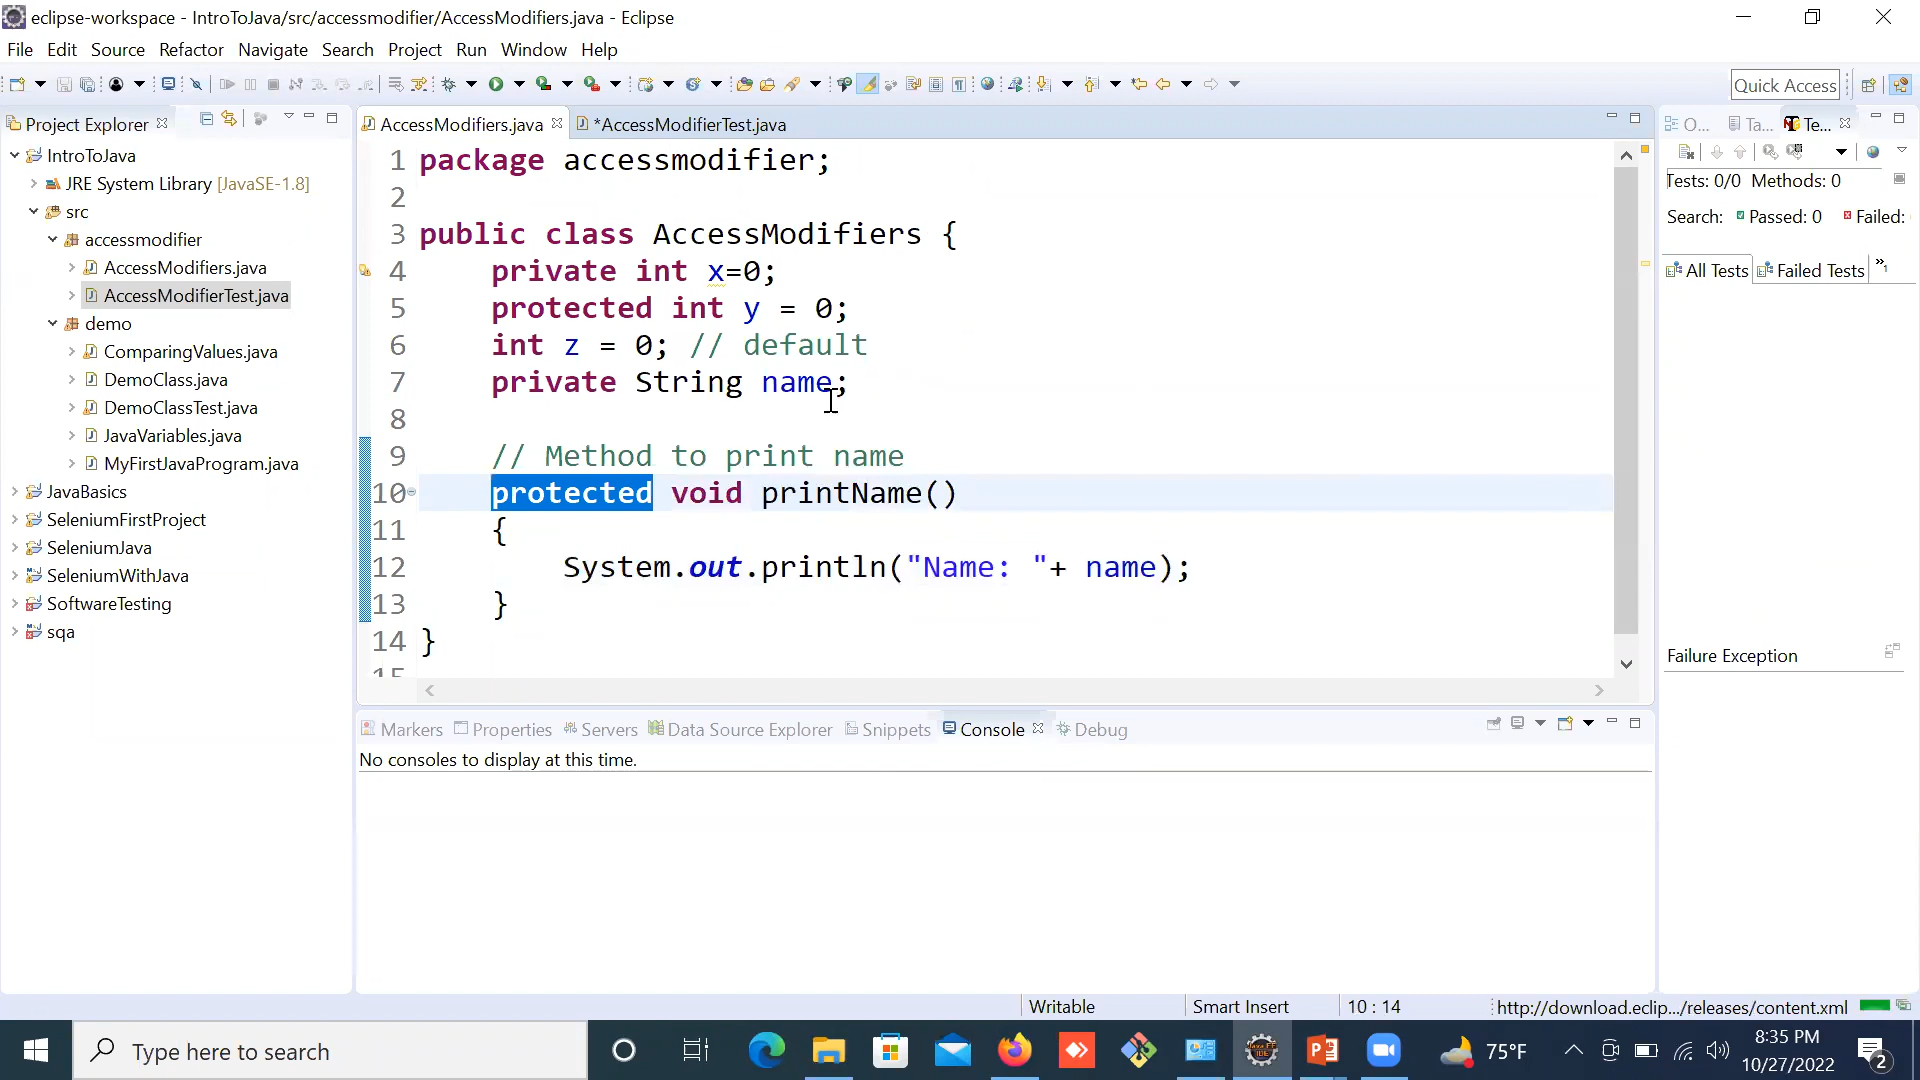 eclipse-workspace - IntroToJava/src/accessmodifier/AccessModifiers.java - Eclipse
File Edit Source Refactor Navigate Search Project Run Window Help
Quick Access
Project Explorer
IntroToJava
JRE System Library [JavaSE-1.8]
src
accessmodifier
AccessModifiers.java
AccessModifierTest.java
demo
ComparingValues.java
DemoClass.java
DemoClassTest.java
JavaVariables.java
MyFirstJavaProgram.java
JavaBasics
SeleniumFirstProject
SeleniumJava
SeleniumWithJava
SoftwareTesting
sqa
AccessModifiers.java *AccessModifierTest.java
1 package accessmodifier;
2
3 public class AccessModifiers {
4 private int x=0;
5 protected int y = 0;
6 int z = 0; // default
7 private String name;
8
9 // Method to print name
10 protected void printName()
11 {
12 System.out.println("Name: "+ name);
13 }
14 }
15
O... Ta... Te...
Tests: 0/0 Methods: 0
Search: Passed: 0 Failed:
All Tests Failed Tests »1
Failure Exception
Markers Properties Servers Data Source Explorer Snippets Console Debug
No consoles to display at this time.
Writable Smart Insert 10 : 14 http://download.eclip.../releases/content.xml
Type here to search
75°F
8:35 PM
10/27/2022
2